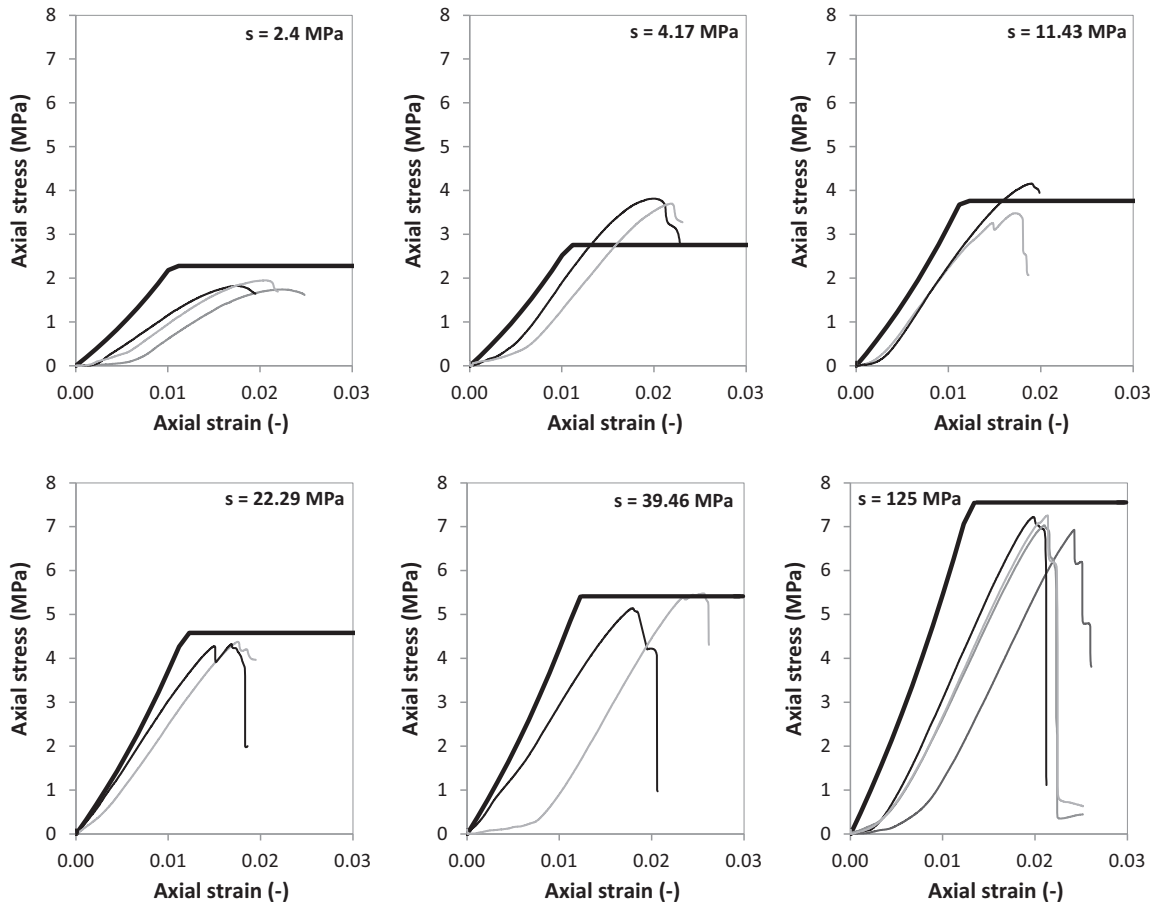 s = 2.4 MPa
8
7
6
5
4
3
2
1
0
Axial stress (MPa)
0.00 0.01 0.02 0.03
Axial strain (-)
s = 4.17 MPa
8
7
6
5
4
3
2
1
0
Axial stress (MPa)
0.00 0.01 0.02 0.03
Axial strain (-)
s = 11.43 MPa
8
7
6
5
4
3
2
1
0
Axial stress (MPa)
0.00 0.01 0.02 0.03
Axial strain (-)
s = 22.29 MPa
8
7
6
5
4
3
2
1
0
Axial stress (MPa)
0.00 0.01 0.02 0.03
Axial strain (-)
s = 39.46 MPa
8
7
6
5
4
3
2
1
0
Axial stress (MPa)
0.00 0.01 0.02 0.03
Axial strain (-)
s = 125 MPa
8
7
6
5
4
3
2
1
0
Axial stress (MPa)
0.00 0.01 0.02 0.03
Axial strain (-)